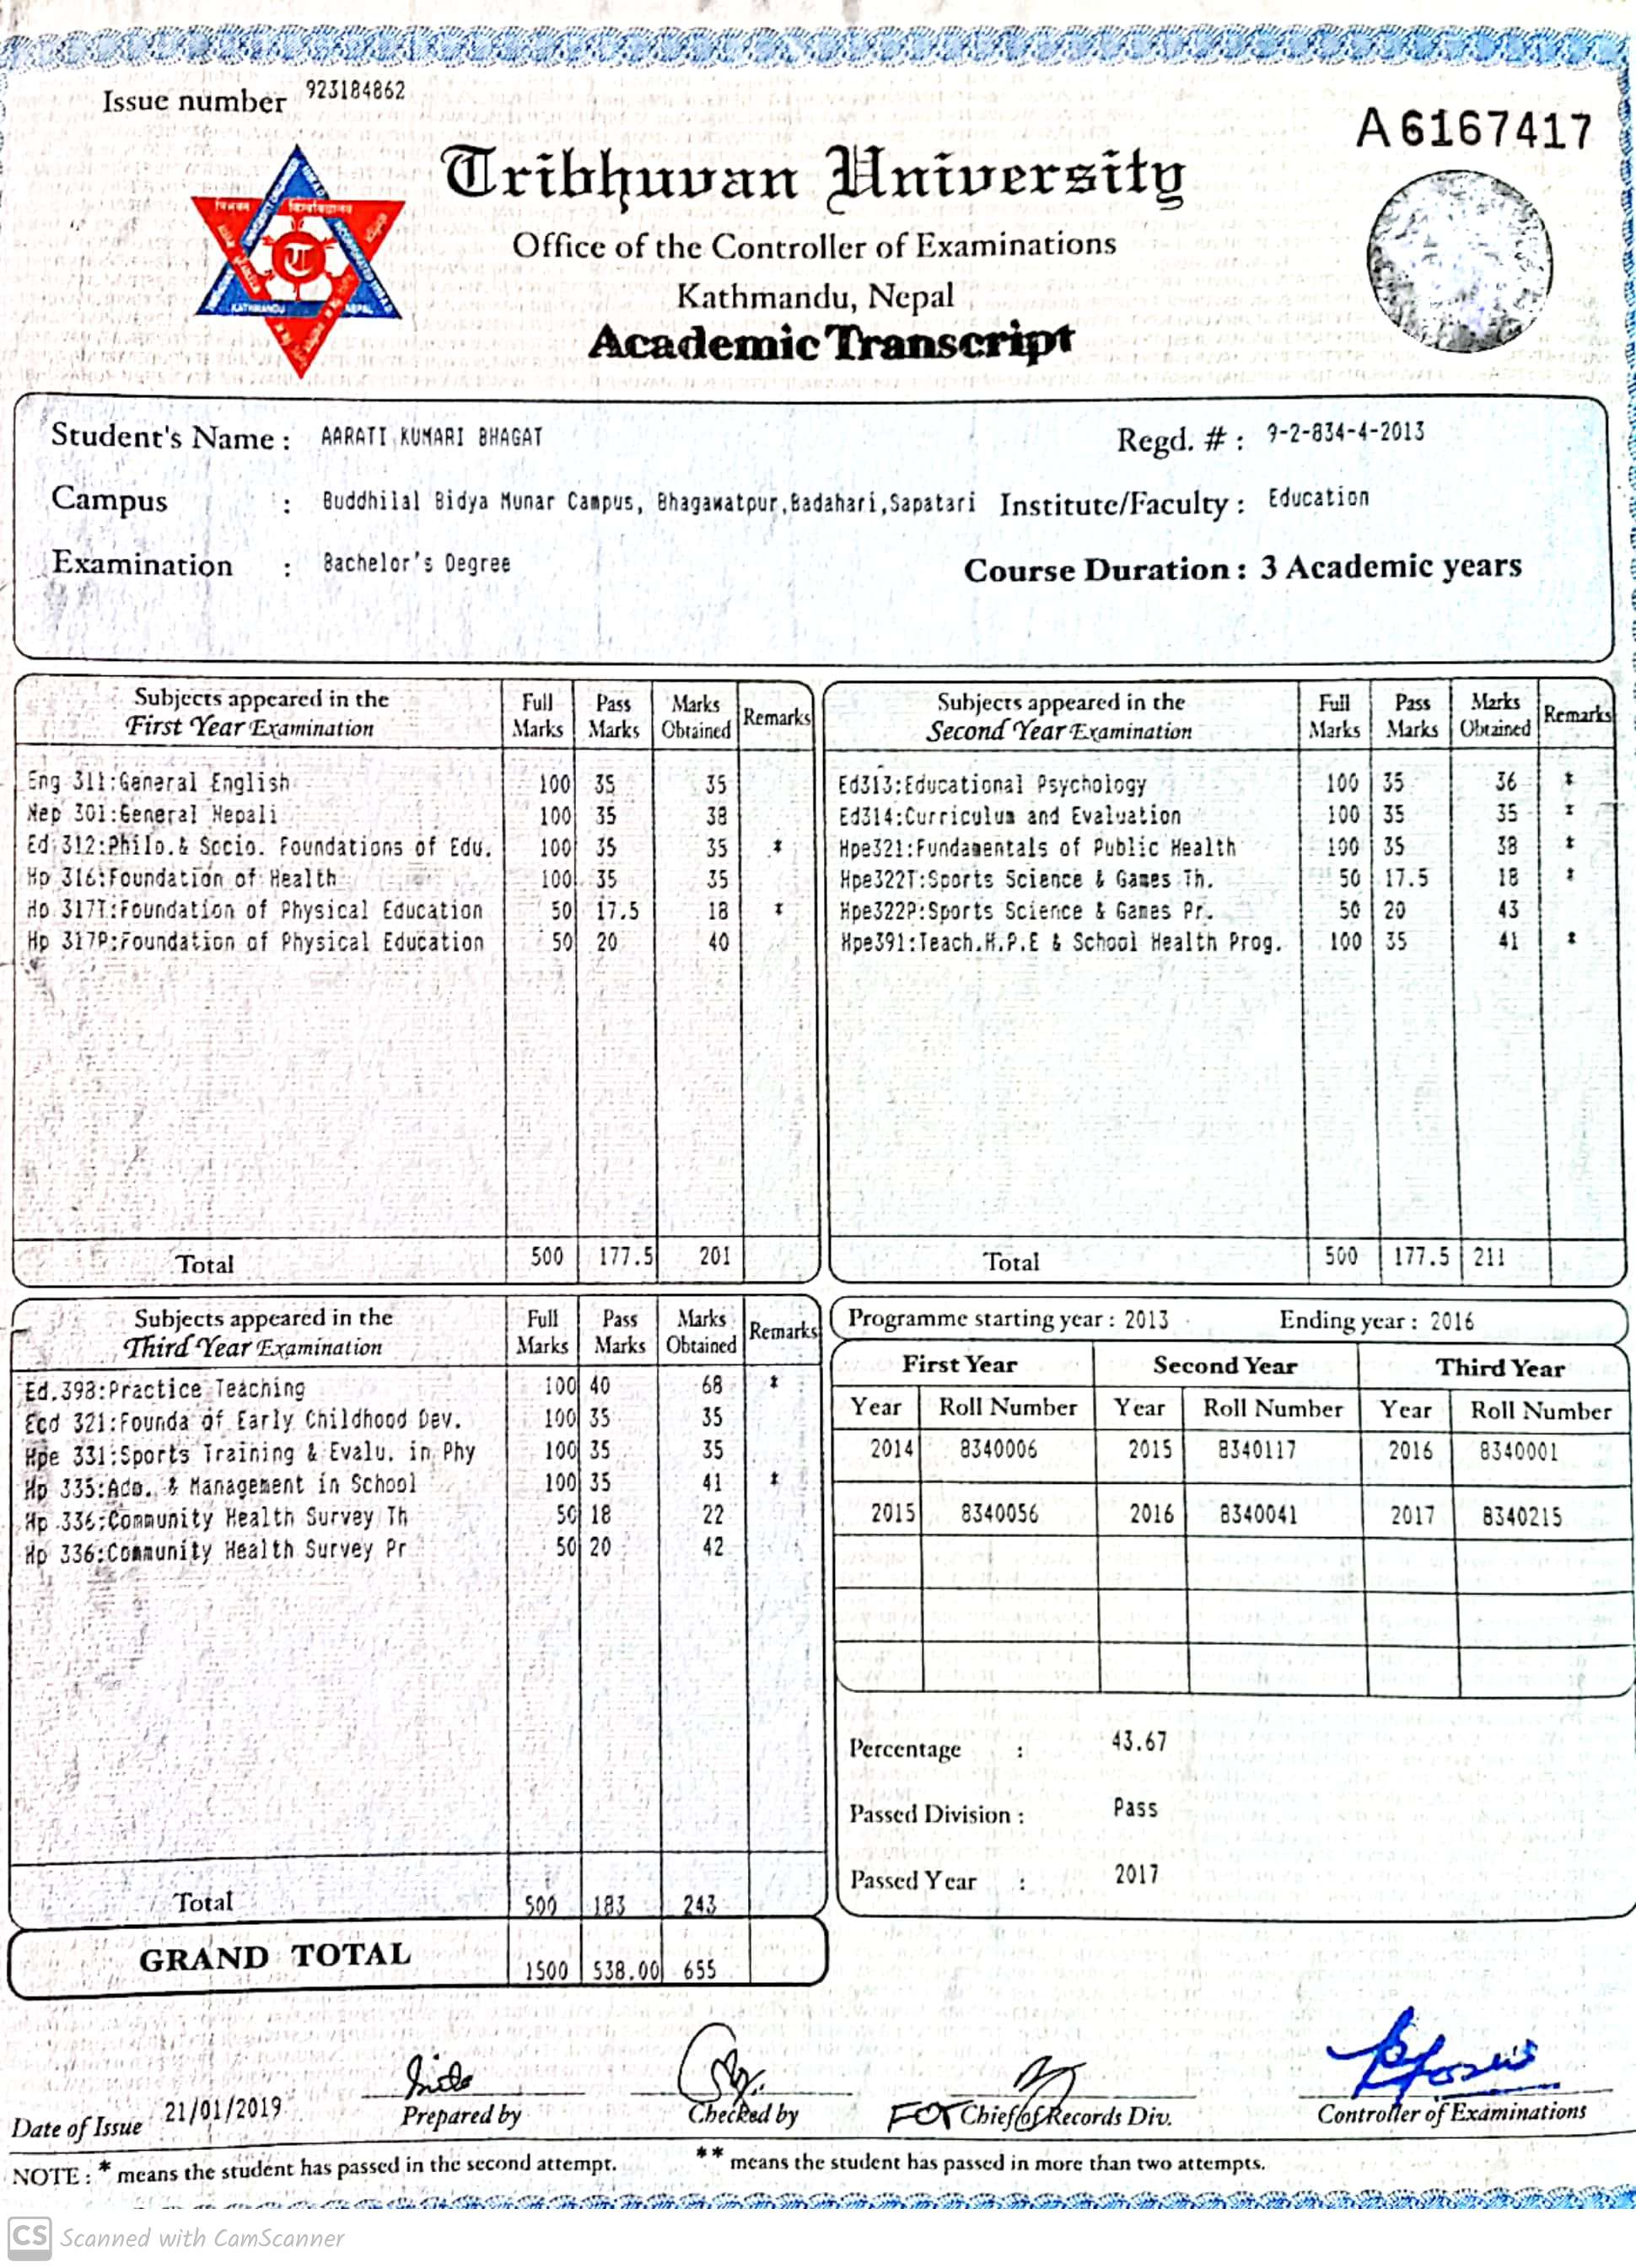 Issue number 923184862
A6167417
Tribhuvan University
Office of the Controller of Examinations
Kathmandu, Nepal
Academic Transcript
KATHMANDU NEPAL
Student's Name : AARATI KUMARI BHAGAT Regd. # : 9-2-834-4-2013
Campus : Buddhilal Bidya Munar Campus, Bhagawatpur,Badahari,Sapatari Institute/Faculty : Education
Examination : Bachelor's Degree Course Duration : 3 Academic years
Subjects appeared in the First Year Examination Full Marks Pass Marks Marks Obtained Remarks
Eng 311:General English 100 35 35
Nep 301:General Nepali 100 35 38
Ed 312:Philo.& Socio. Foundations of Edu. 100 35 35 *
Hp 316:Foundation of Health 100 35 35
Hp 317T:Foundation of Physical Education 50 17.5 18 *
Hp 317P:Foundation of Physical Education 50 20 40
Total 500 177.5 201
Subjects appeared in the Second Year Examination Full Marks Pass Marks Marks Obtained Remarks
Ed313:Educational Psychology 100 35 36 *
Ed314:Curriculum and Evaluation 100 35 35 *
Hpe321:Fundamentals of Public Health 100 35 38 *
Hpe322T:Sports Science & Games Th. 50 17.5 18 *
Hpe322P:Sports Science & Games Pr. 50 20 43
Hpe391:Teach.H.P.E & School Health Prog. 100 35 41 *
Total 500 177.5 211
Subjects appeared in the Third Year Examination Full Marks Pass Marks Marks Obtained Remarks
Ed.398:Practice Teaching 100 40 68 *
Ecd 321:Founda of Early Childhood Dev. 100 35 35
Hpe 331:Sports Training & Evalu. in Phy 100 35 35
Hp 335:Adm. & Management in School 100 35 41 *
Hp 336:Community Health Survey Th 50 18 22
Hp 336:Community Health Survey Pr 50 20 42
Total 500 183 243
GRAND TOTAL 1500 538.00 655
Programme starting year : 2013 Ending year : 2016
First Year Second Year Third Year
Year Roll Number Year Roll Number Year Roll Number
2014 8340006 2015 8340117 2016 8340001
2015 8340056 2016 8340041 2017 8340215
Percentage : 43.67
Passed Division : Pass
Passed Year : 2017
Date of Issue 21/01/2019 Prepared by Checked by For Chief of Records Div. Controller of Examinations
NOTE : * means the student has passed in the second attempt. ** means the student has passed in more than two attempts.
CS Scanned with CamScanner